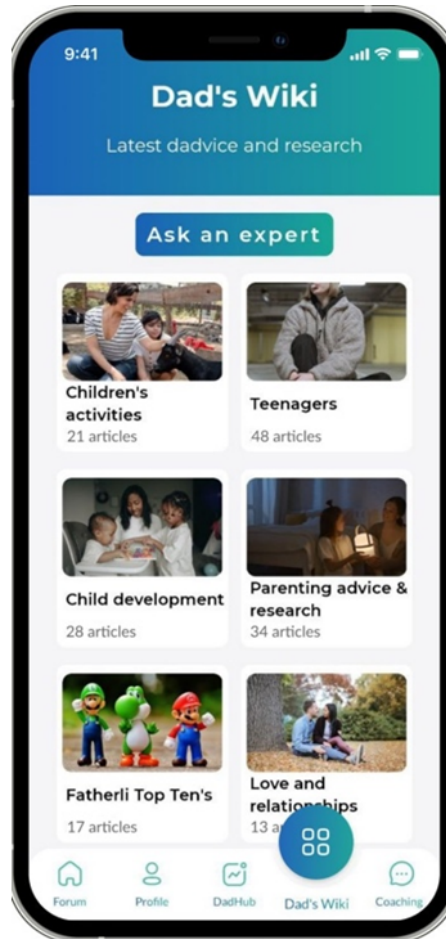 9:41
Dad's Wiki
Latest dadvice and research
Ask an expert
Children's
activities
21 articles
Teenagers
48 articles
Child development
28 articles
Parenting advice &
research
34 articles
Fatherli Top Ten's
17 articles
Love and
relationships
13
Forum
Profile
DadHub
Dad's Wiki
Coaching